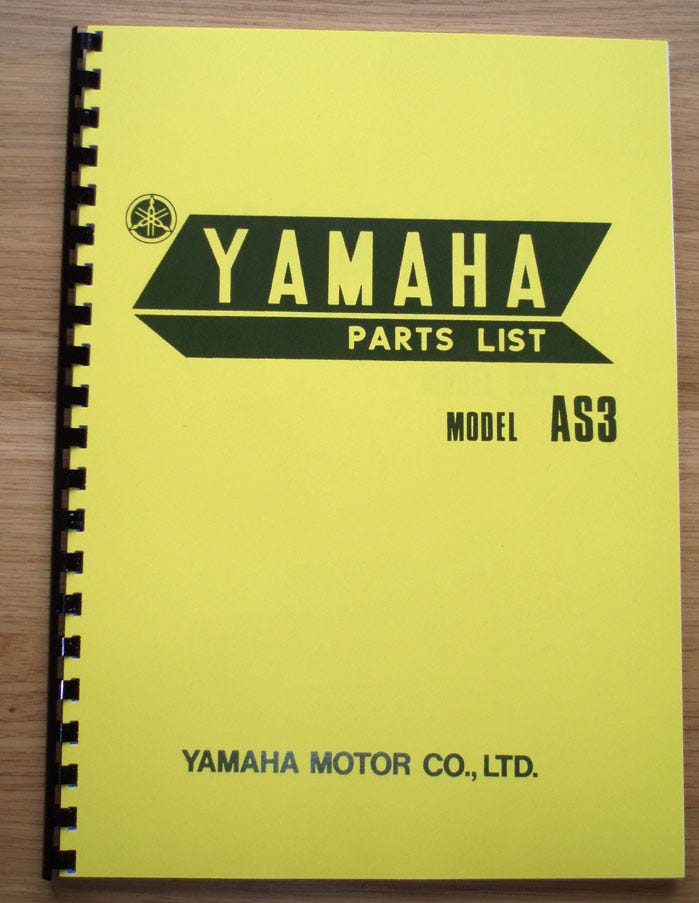 YAMAHA
PARTS LIST
MODEL AS3
YAMAHA MOTOR CO., LTD.